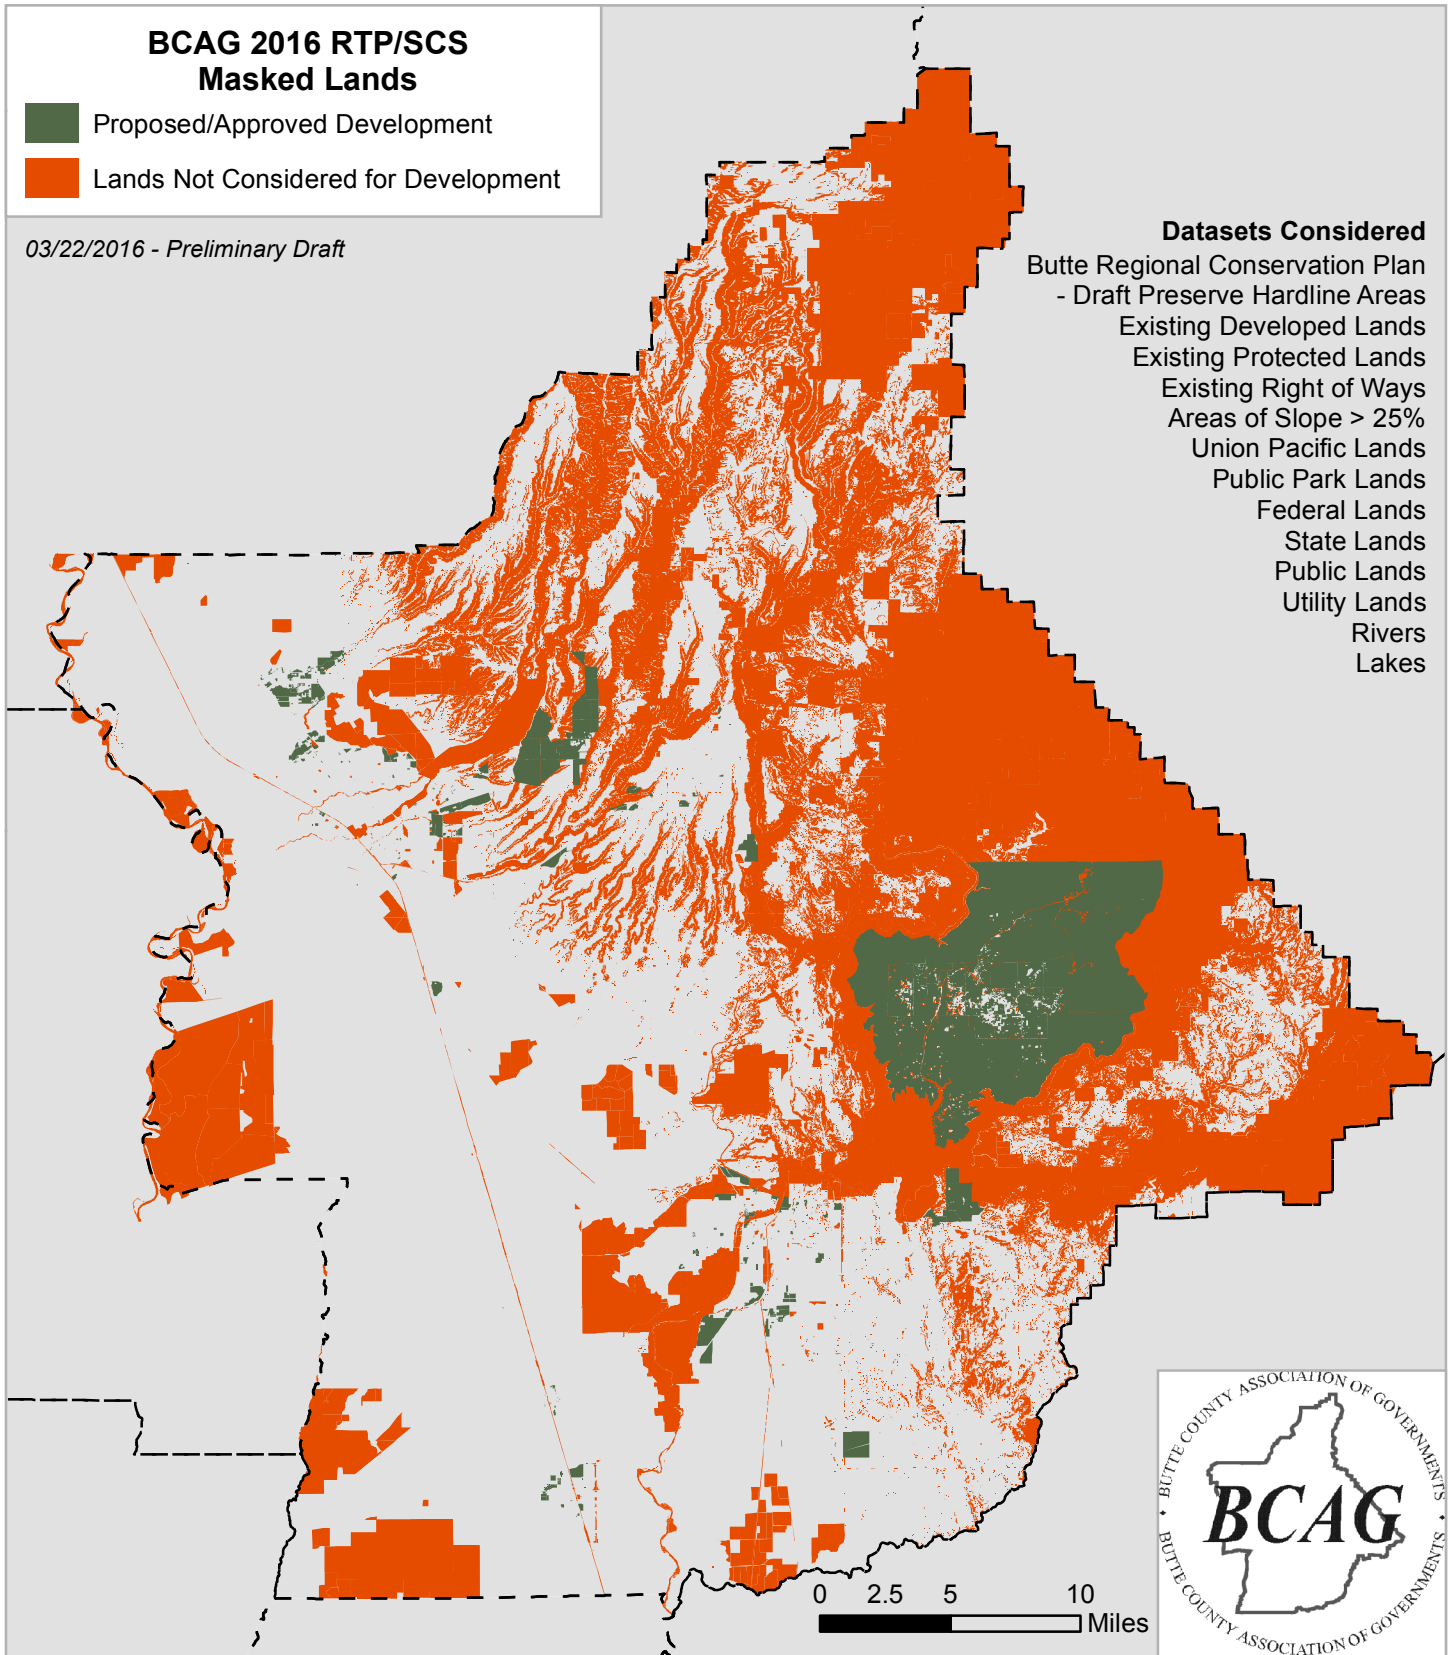 BCAG 2016 RTP/SCS
Masked Lands
Proposed/Approved Development
Lands Not Considered for Development
03/22/2016 - Preliminary Draft
Datasets Considered
Butte Regional Conservation Plan
- Draft Preserve Hardline Areas
Existing Developed Lands
Existing Protected Lands
Existing Right of Ways
Areas of Slope > 25%
Union Pacific Lands
Public Park Lands
Federal Lands
State Lands
Public Lands
Utility Lands
Rivers
Lakes
0 2.5 5 10
Miles
BUTTE COUNTY ASSOCIATION OF GOVERNMENTS
BCAG
BUTTE COUNTY ASSOCIATION OF GOVERNMENTS